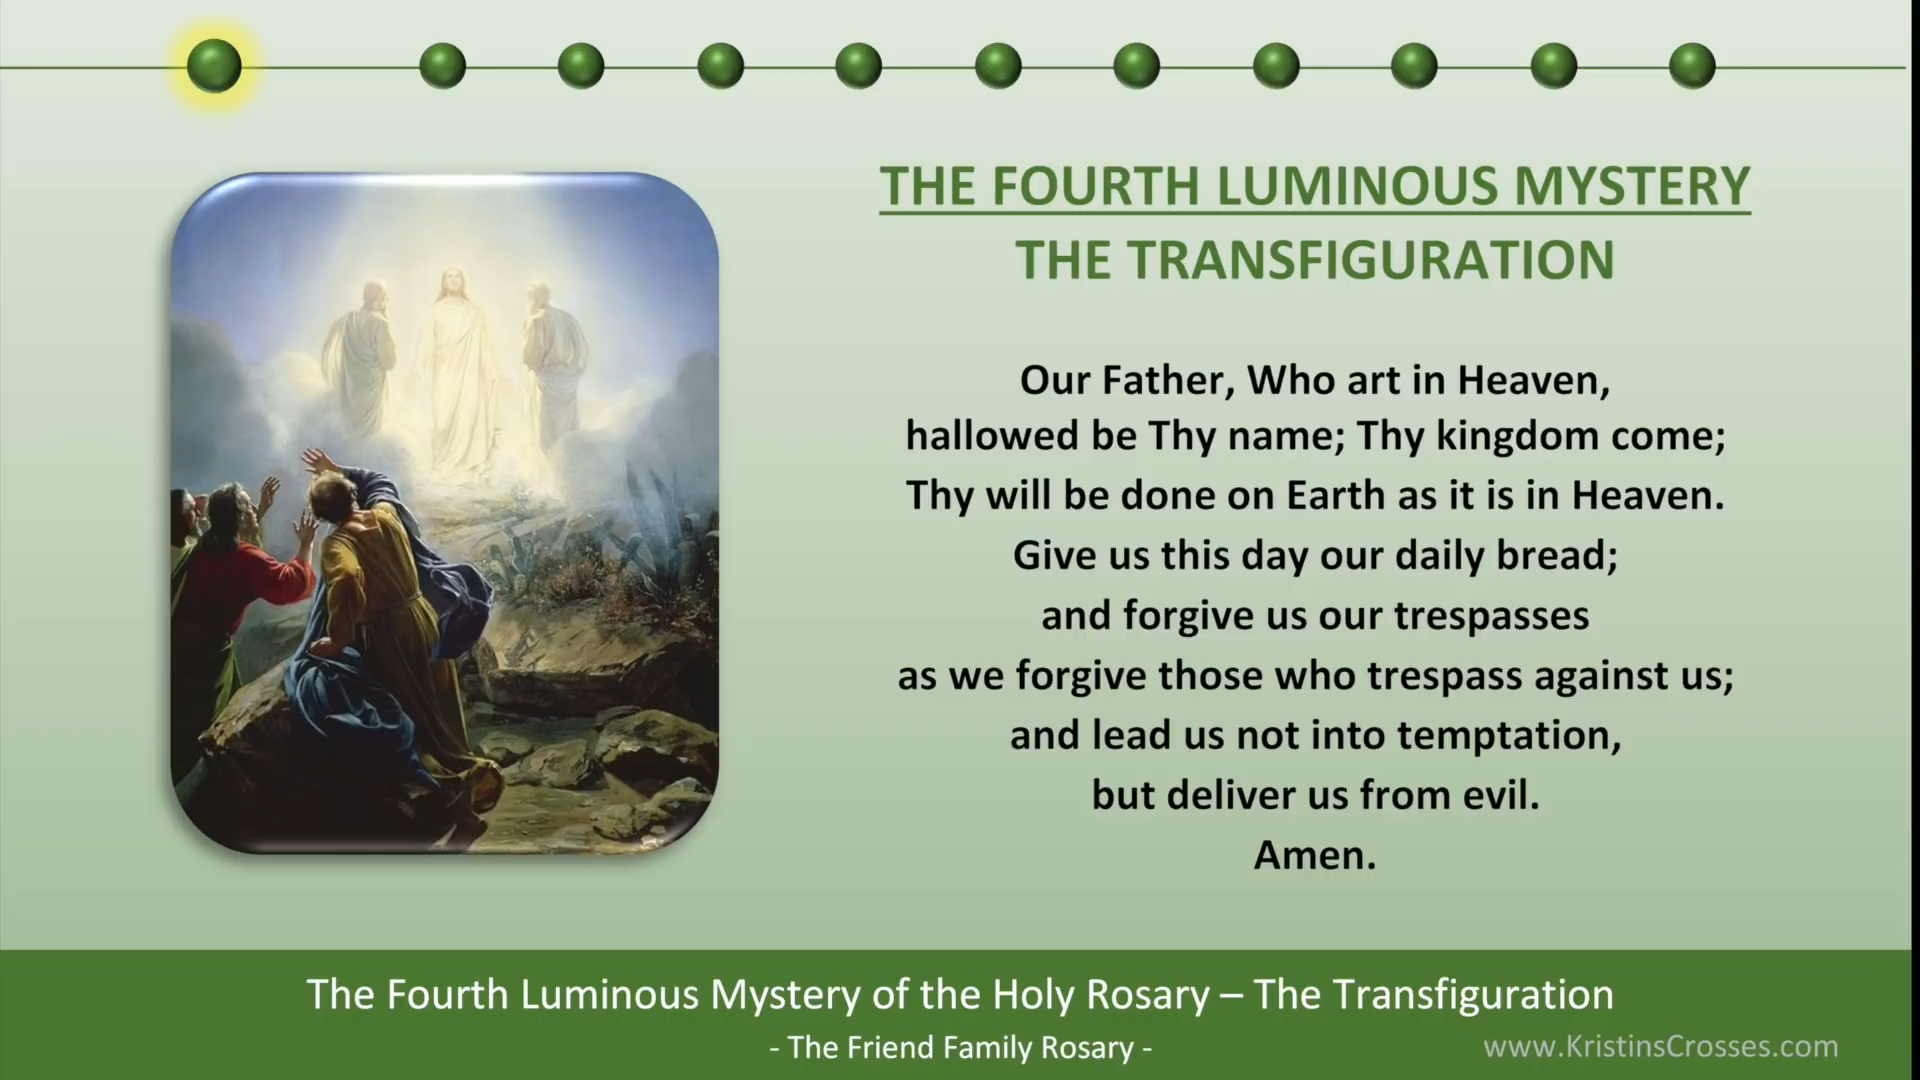 THE FOURTH LUMINOUS MYSTERY
THE TRANSFIGURATION
Our Father, Who art in Heaven,
hallowed be Thy name; Thy kingdom come;
Thy will be done on Earth as it is in Heaven.
Give us this day our daily bread;
and forgive us our trespasses
as we forgive those who trespass against us;
and lead us not into temptation,
but deliver us from evil.
Amen.
The Fourth Luminous Mystery of the Holy Rosary – The Transfiguration
- The Friend Family Rosary -
www.KristinsCrosses.com